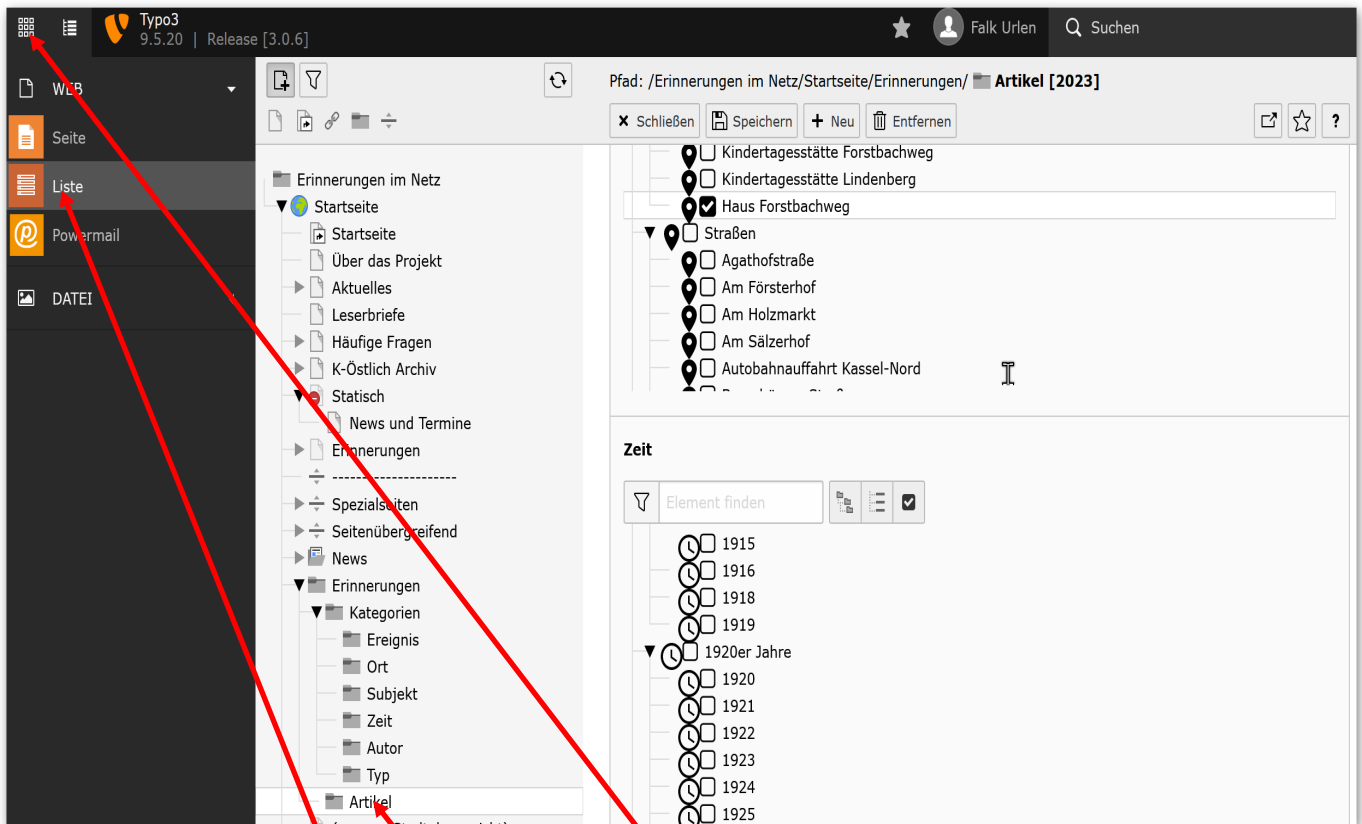 Typo3
9.5.20 | Release [3.0.6]
Falk Urlen
Suchen
WEB
Seite
Liste
Powermail
DATEI
Erinnerungen im Netz
Startseite
Startseite
Über das Projekt
Aktuelles
Leserbriefe
Häufige Fragen
K-Östlich Archiv
Statisch
News und Termine
Erinnerungen
---------------------
Spezialseiten
Seitenübergreifend
News
Erinnerungen
Kategorien
Ereignis
Ort
Subjekt
Zeit
Autor
Typ
Artikel
Pfad: /Erinnerungen im Netz/Startseite/Erinnerungen/ Artikel [2023]
Schließen Speichern Neu Entfernen ?
Kindertagesstätte Forstbachweg
Kindertagesstätte Lindenberg
Haus Forstbachweg
Straßen
Agathofstraße
Am Försterhof
Am Holzmarkt
Am Sälzerhof
Autobahnauffahrt Kassel-Nord
Zeit
Element finden
1915
1916
1918
1919
1920er Jahre
1920
1921
1922
1923
1924
1925